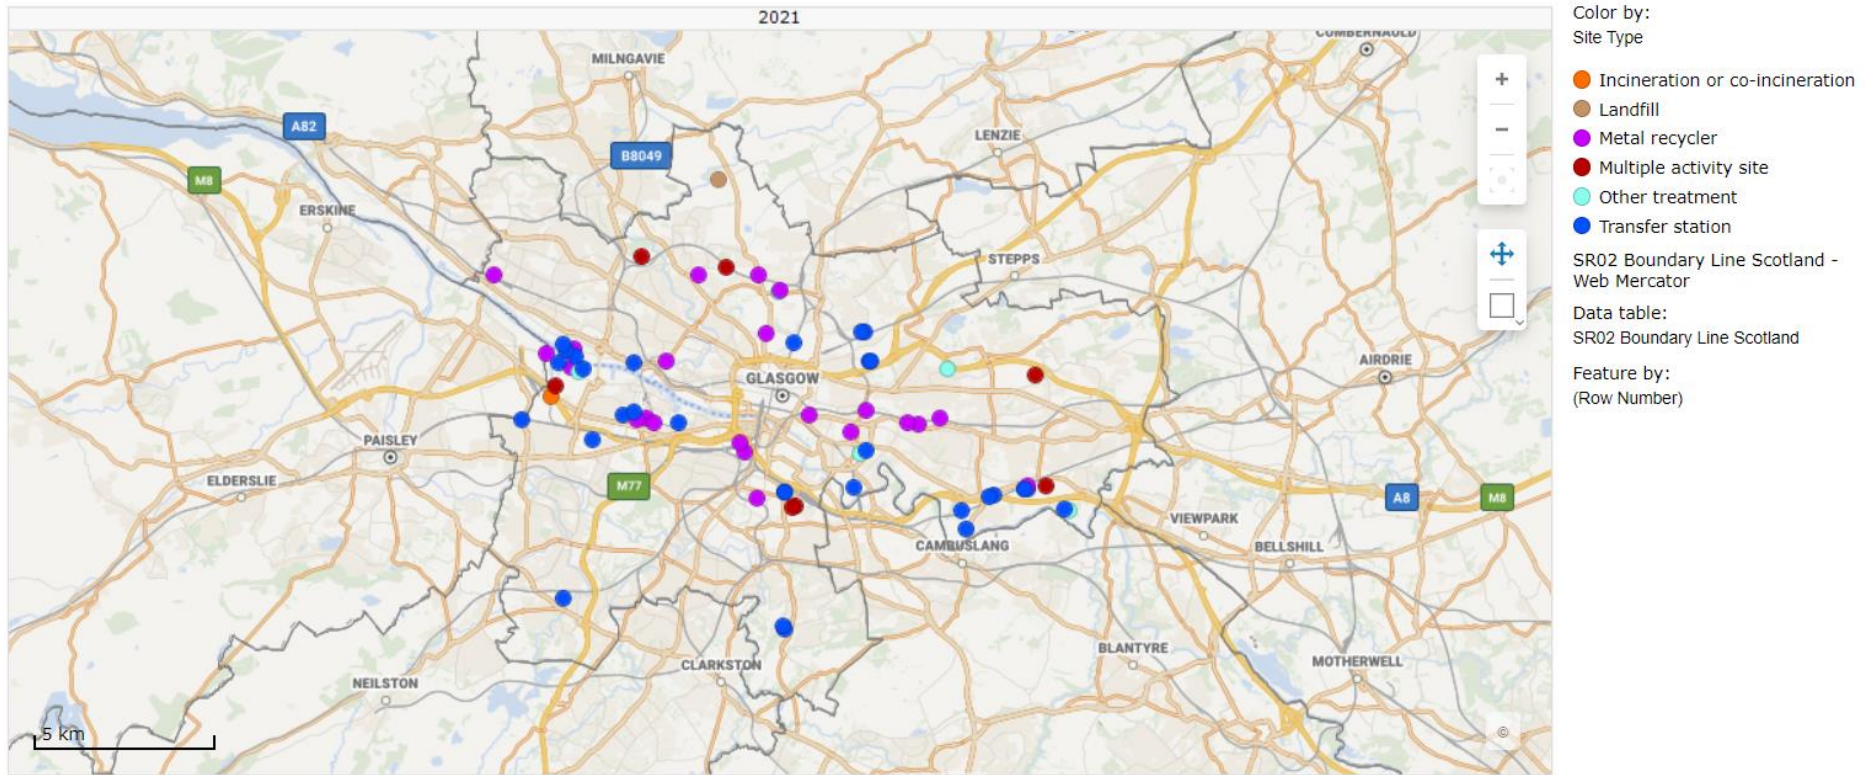 2021
Color by:
Site Type
Incineration or co-incineration
Landfill
Metal recycler
Multiple activity site
Other treatment
Transfer station
SR02 Boundary Line Scotland -
Web Mercator
Data table:
SR02 Boundary Line Scotland
Feature by:
(Row Number)
CUMBERNAULD
MILNGAVIE
A82
LENZIE
B8049
M8
ERSKINE
STEPPS
AIRDRIE
GLASGOW
PAISLEY
ELDERSLIE
M77
A8
M8
VIEWPARK
CAMBUSLANG
BELLSHILL
BLANTYRE
CLARKSTON
MOTHERWELL
NEILSTON
5 km
©